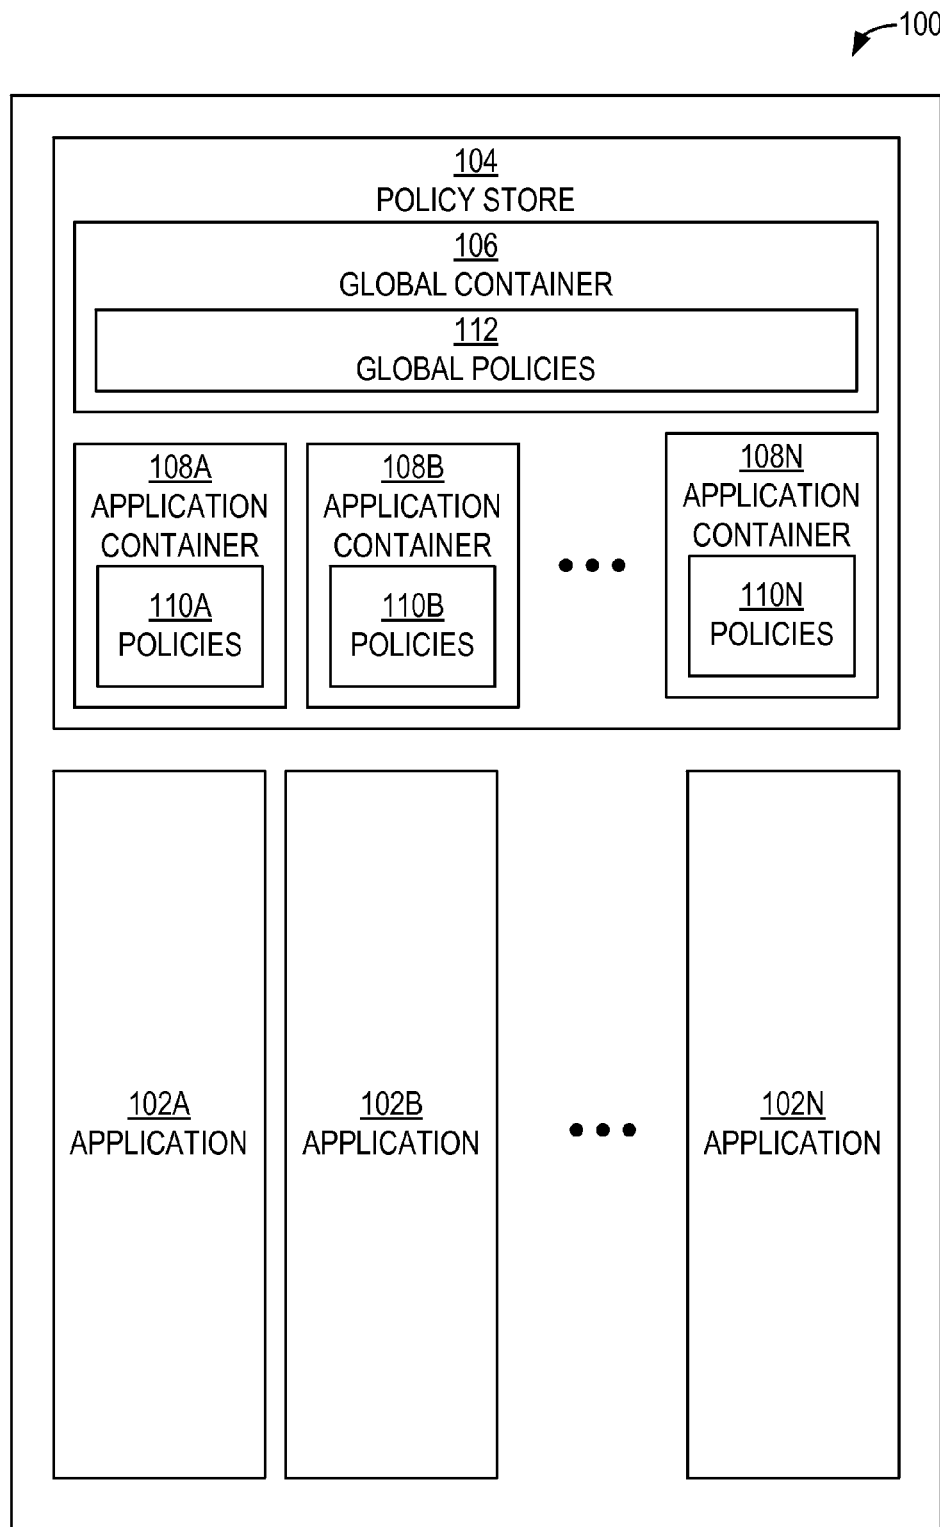 100
104
POLICY STORE
106
GLOBAL CONTAINER
112
GLOBAL POLICIES
108A
APPLICATION
CONTAINER
110A
POLICIES
108B
APPLICATION
CONTAINER
110B
POLICIES
108N
APPLICATION
CONTAINER
110N
POLICIES
102A
APPLICATION
102B
APPLICATION
102N
APPLICATION